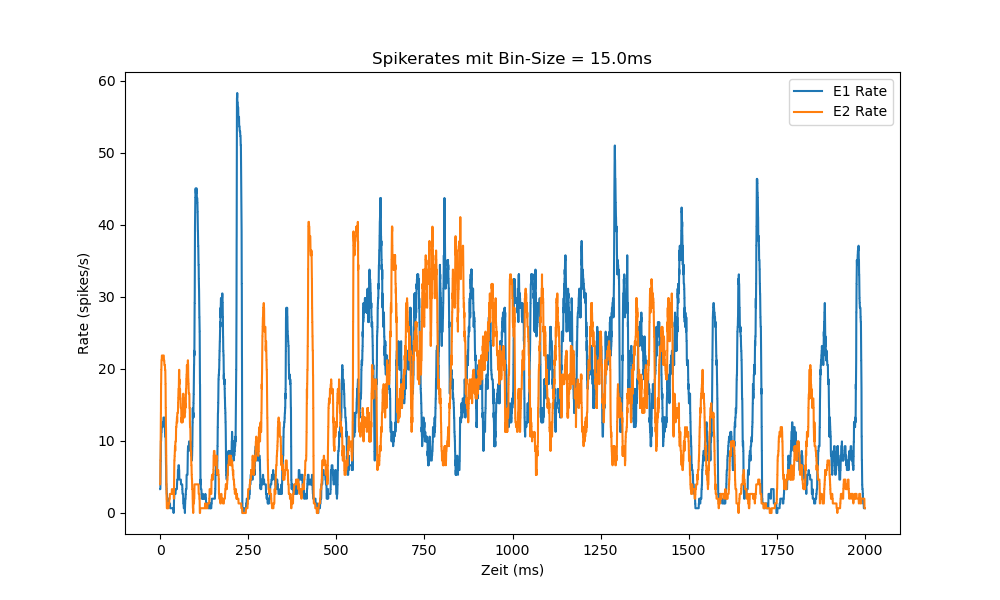 Spikerates mit Bin-Size = 15.0ms
E1 Rate
E2 Rate
60
50
40
30
20
10
0
Rate (spikes/s)
0 250 500 750 1000 1250 1500 1750 2000
Zeit (ms)